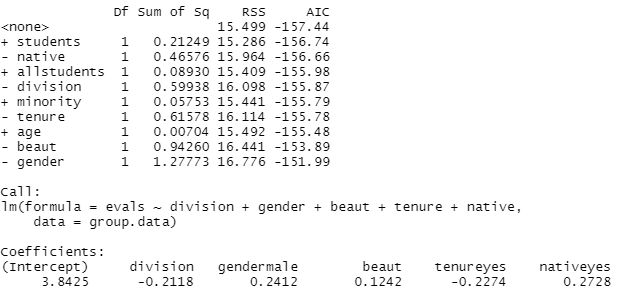 Df Sum of Sq RSS AIC
<none> 15.499 -157.44
+ students 1 0.21249 15.286 -156.74
- native 1 0.46576 15.964 -156.66
+ allstudents 1 0.08930 15.409 -155.98
- division 1 0.59938 16.098 -155.87
+ minority 1 0.05753 15.441 -155.79
- tenure 1 0.61578 16.114 -155.78
+ age 1 0.00704 15.492 -155.48
- beaut 1 0.94260 16.441 -153.89
- gender 1 1.27773 16.776 -151.99
Call:
lm(formula = evals ~ division + gender + beaut + tenure + native,
data = group.data)
Coefficients:
(Intercept) division gendermale beaut tenureyes nativeyes
3.8425 -0.2118 0.2412 0.1242 -0.2274 0.2728